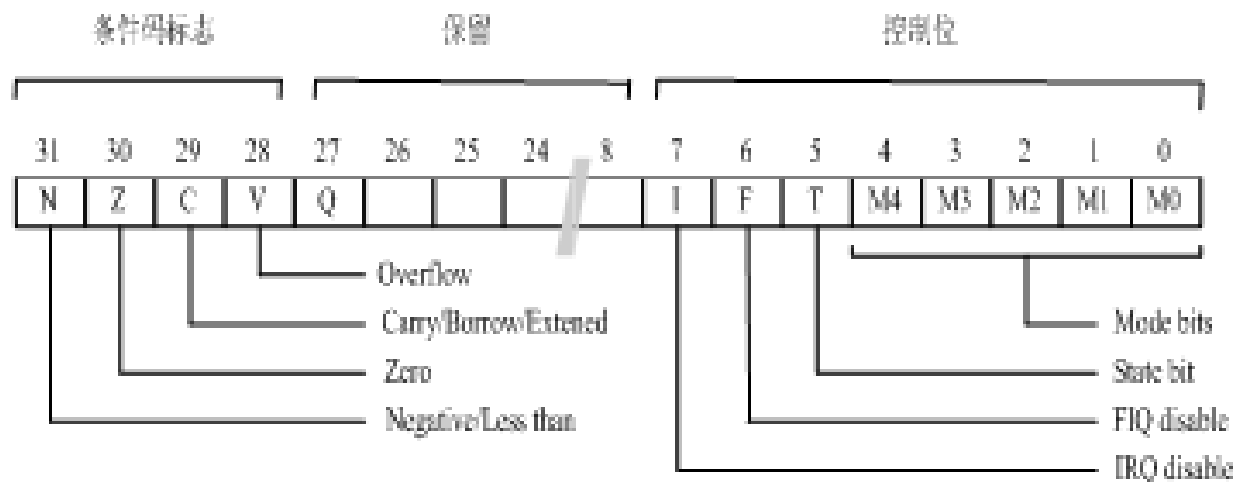 条件码标志 保留 控制位
31 30 29 28 27 26 25 24 8 7 6 5 4 3 2 1 0
N Z C V Q I F T M4 M3 M2 M1 M0
Overflow
Carry/Borrow/Extened Mode bits
Zero State bit
Negative/Less than FIQ disable
IRQ disable